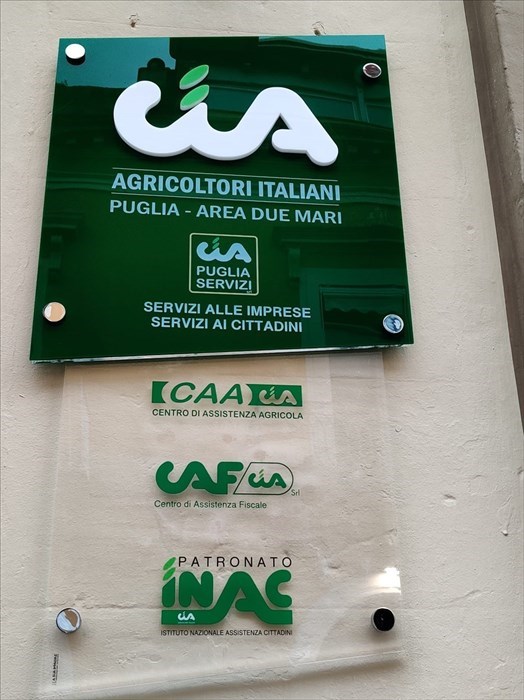 CIA
AGRICOLTORI ITALIANI
PUGLIA - AREA DUE MARI
CIA
PUGLIA
SERVIZI
SERVIZI ALLE IMPRESE
SERVIZI AI CITTADINI
CAA CIA
CENTRO DI ASSISTENZA AGRICOLA
CAF CIA Srl
Centro di Assistenza Fiscale
PATRONATO
INAC
CIA
ISTITUTO NAZIONALE ASSISTENZA CITTADINI